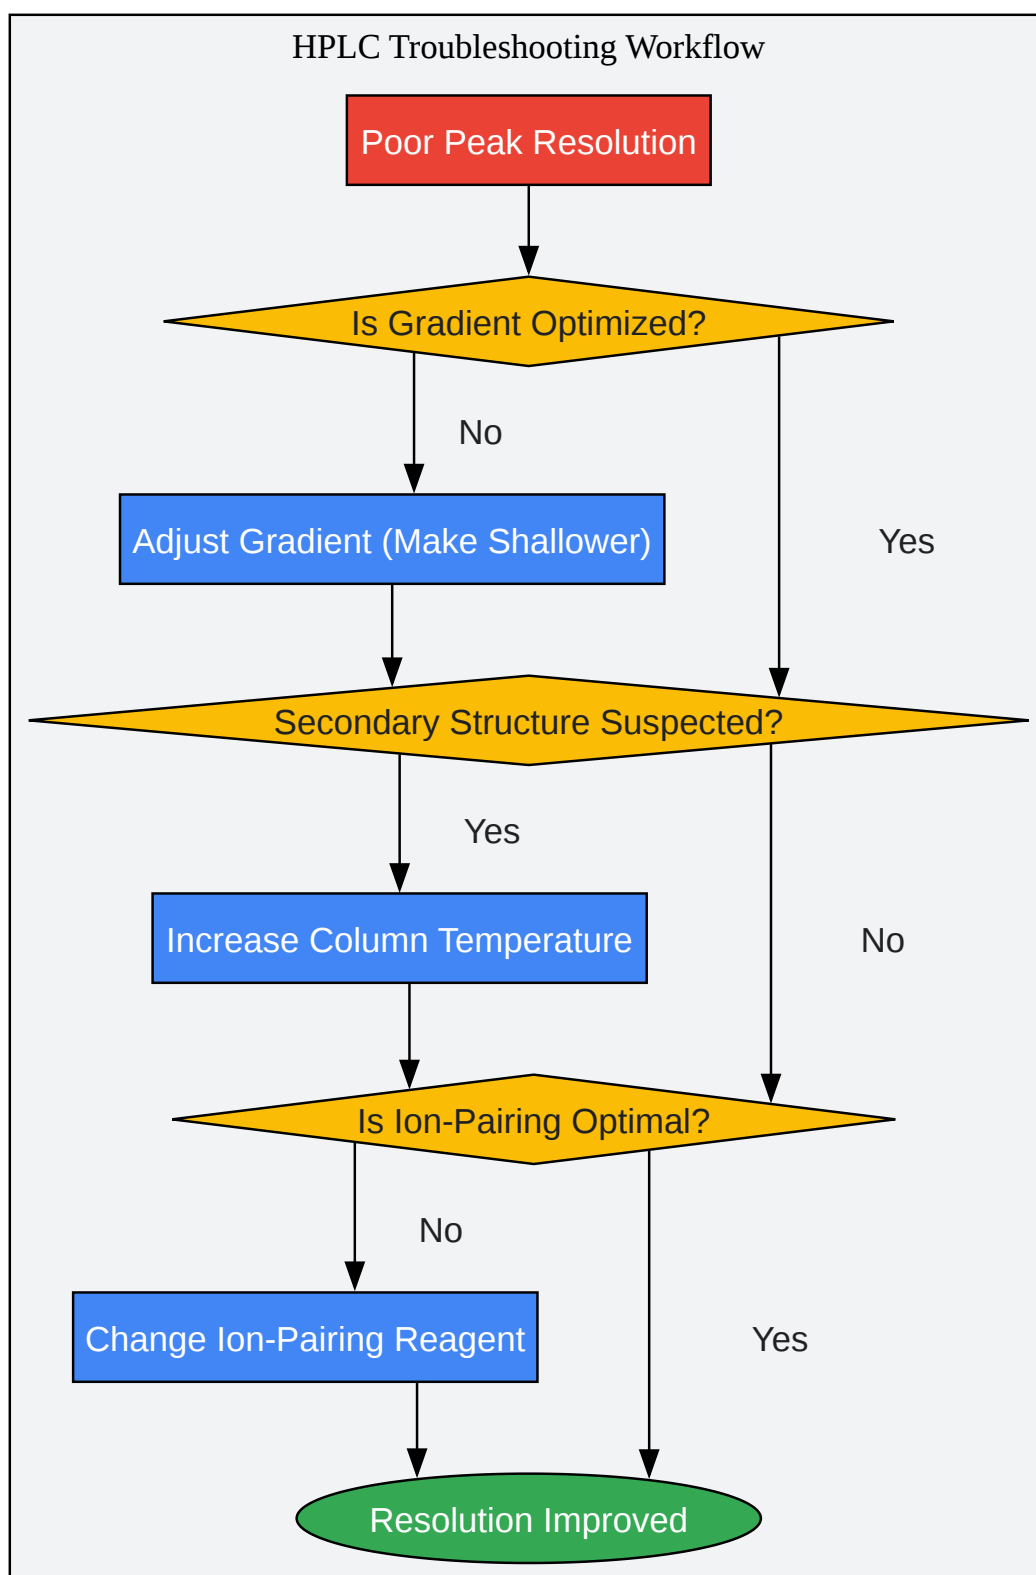 HPLC Troubleshooting Workflow
Poor Peak Resolution
Is Gradient Optimized?
No
Adjust Gradient (Make Shallower)
Yes
Secondary Structure Suspected?
Yes
Increase Column Temperature
No
Is Ion-Pairing Optimal?
No
Change Ion-Pairing Reagent
Yes
Resolution Improved